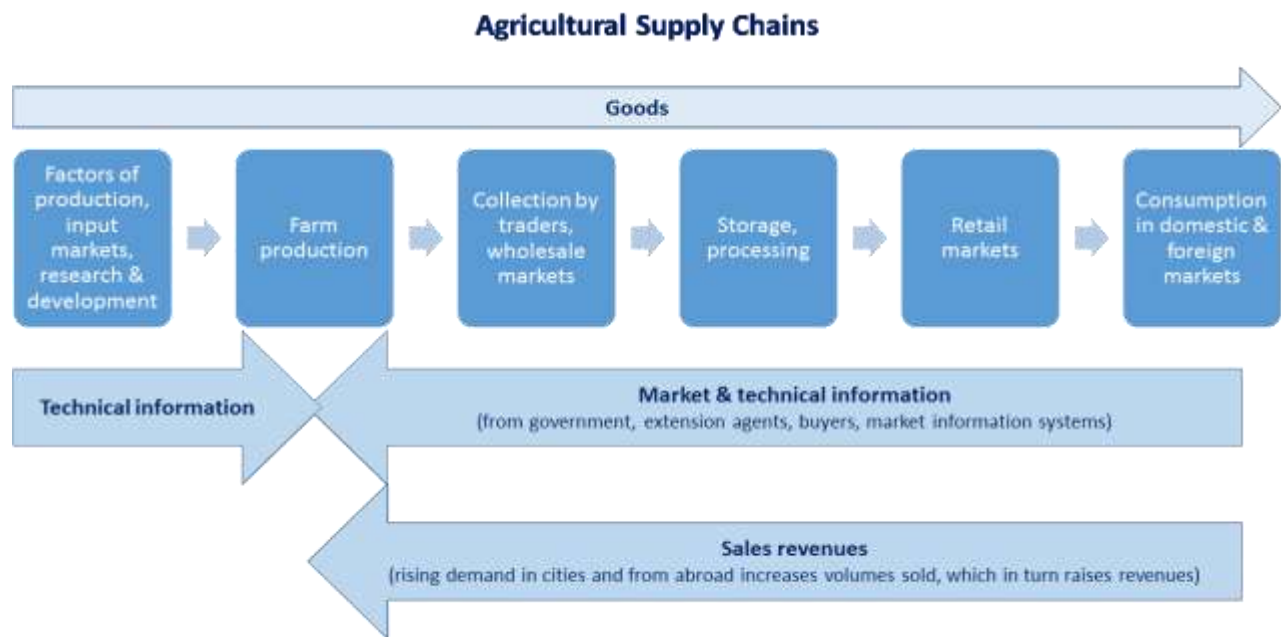 Agricultural Supply Chains
Goods
Factors of
production,
input
markets,
research &
development
Farm
production
Collection by
traders,
wholesale
markets
Storage,
processing
Retail
markets
Consumption
in domestic &
foreign
markets
Technical information
Market & technical information
(from government, extension agents, buyers, market information systems)
Sales revenues
(rising demand in cities and from abroad increases volumes sold, which in turn raises revenues)